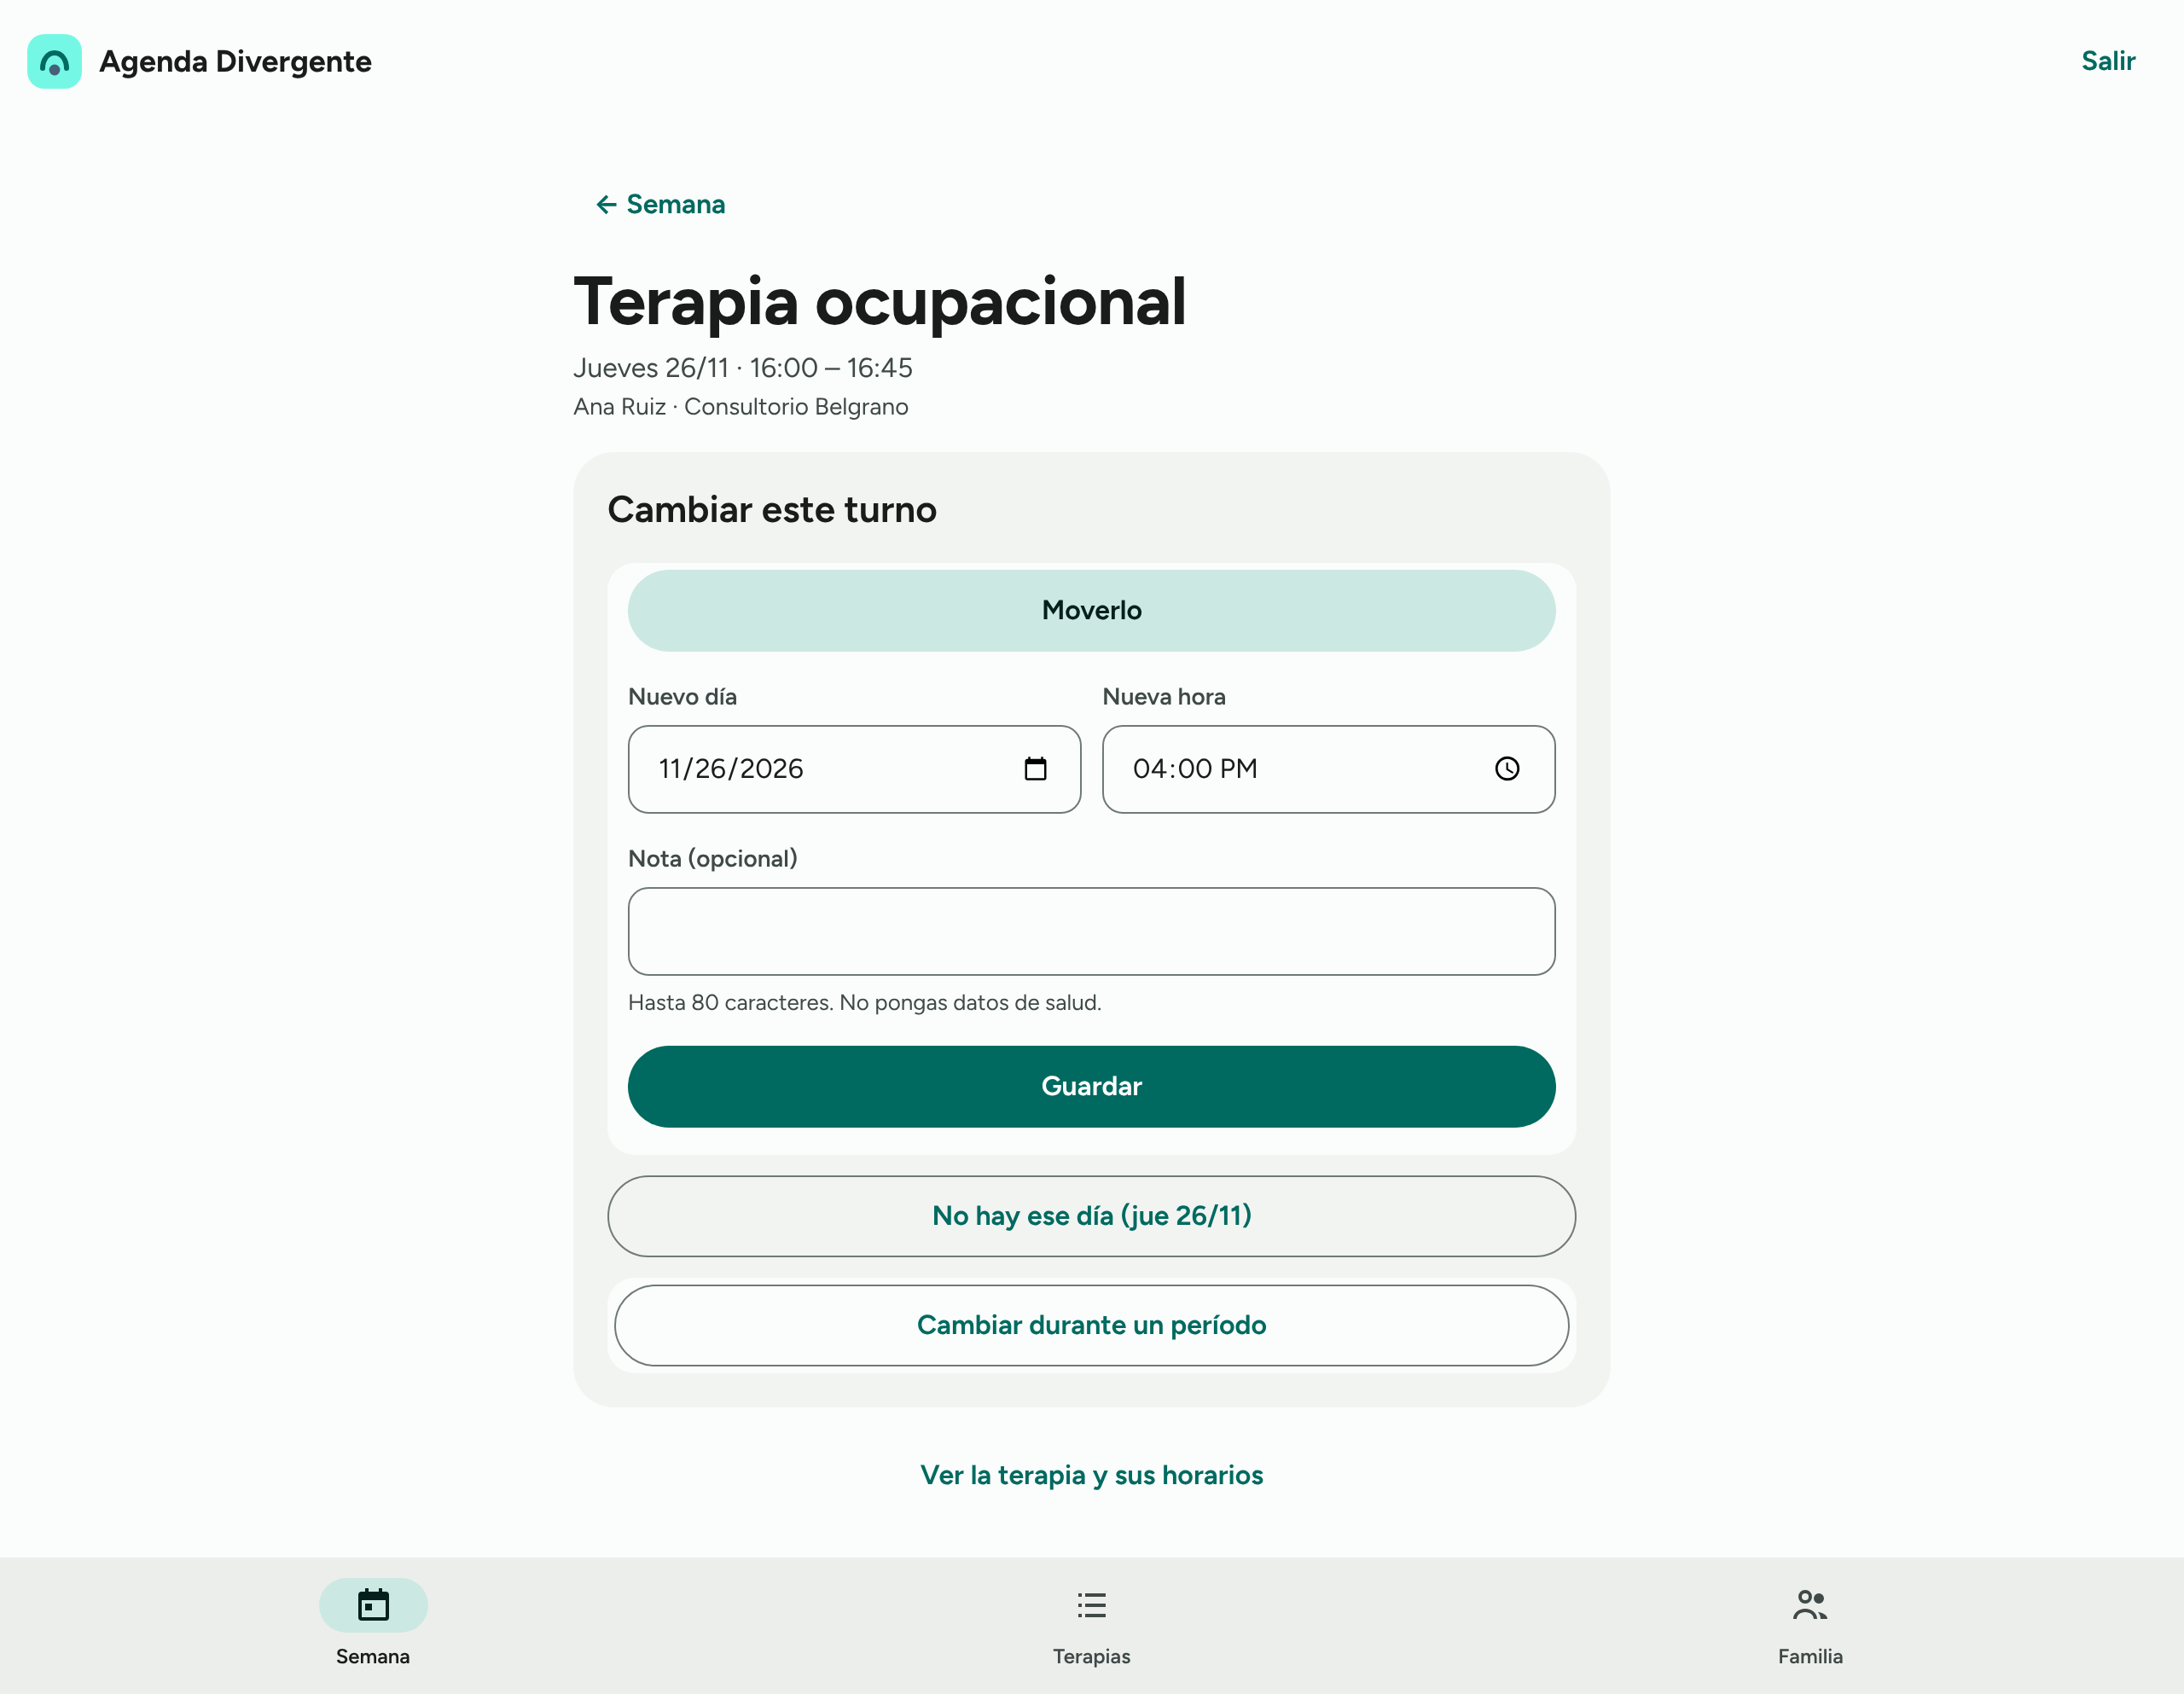 Agenda Divergente
Salir
← Semana
Terapia ocupacional
Jueves 26/11 · 16:00 – 16:45
Ana Ruiz · Consultorio Belgrano
Cambiar este turno
Moverlo
Nuevo día
Nueva hora
11/26/2026
04:00 PM
Nota (opcional)
Hasta 80 caracteres. No pongas datos de salud.
Guardar
No hay ese día (jue 26/11)
Cambiar durante un período
Ver la terapia y sus horarios
Semana
Terapias
Familia